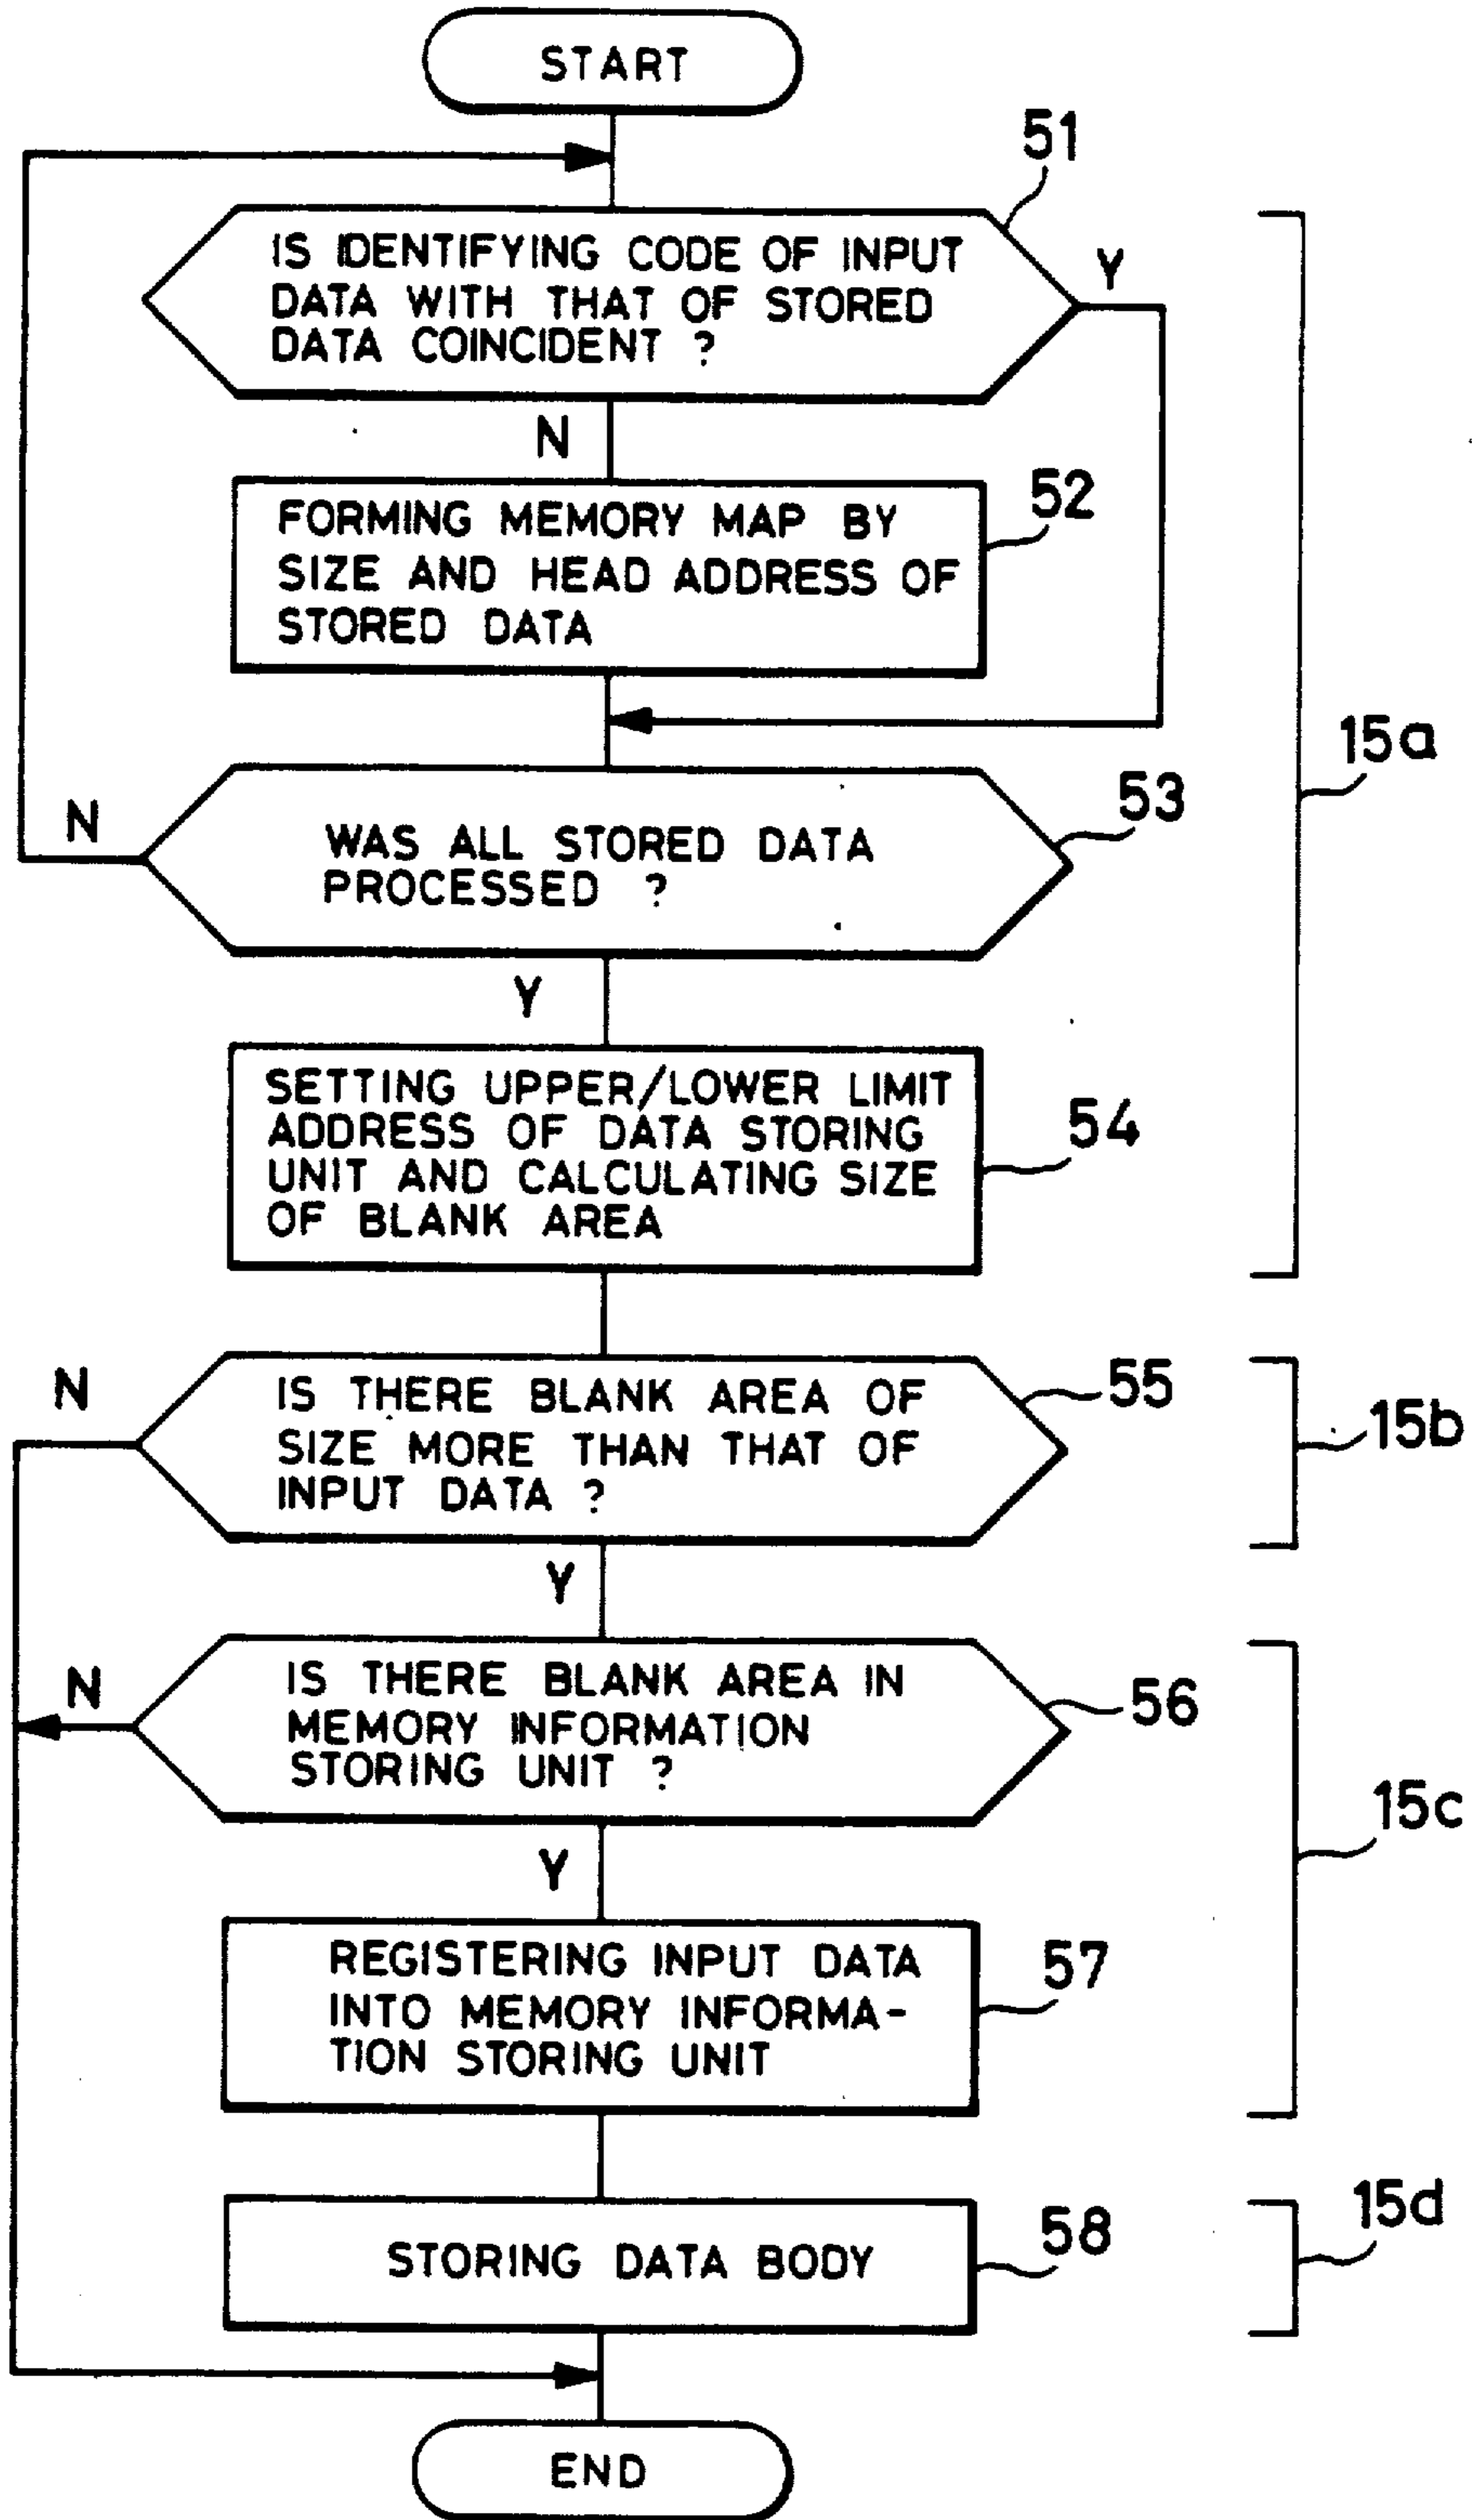 START
51
IS IDENTIFYING CODE OF INPUT
DATA WITH THAT OF STORED
DATA COINCIDENT ?
Y
N
52
FORMING MEMORY MAP BY
SIZE AND HEAD ADDRESS OF
STORED DATA
15a
53
N
WAS ALL STORED DATA
PROCESSED ?
Y
SETTING UPPER/LOWER LIMIT
ADDRESS OF DATA STORING
UNIT AND CALCULATING SIZE
OF BLANK AREA
54
N
IS THERE BLANK AREA OF
SIZE MORE THAN THAT OF
INPUT DATA ?
55
15b
Y
N
IS THERE BLANK AREA IN
MEMORY INFORMATION
STORING UNIT ?
56
15c
Y
REGISTERING INPUT DATA
INTO MEMORY INFORMA-
TION STORING UNIT
57
15d
STORING DATA BODY
58
END